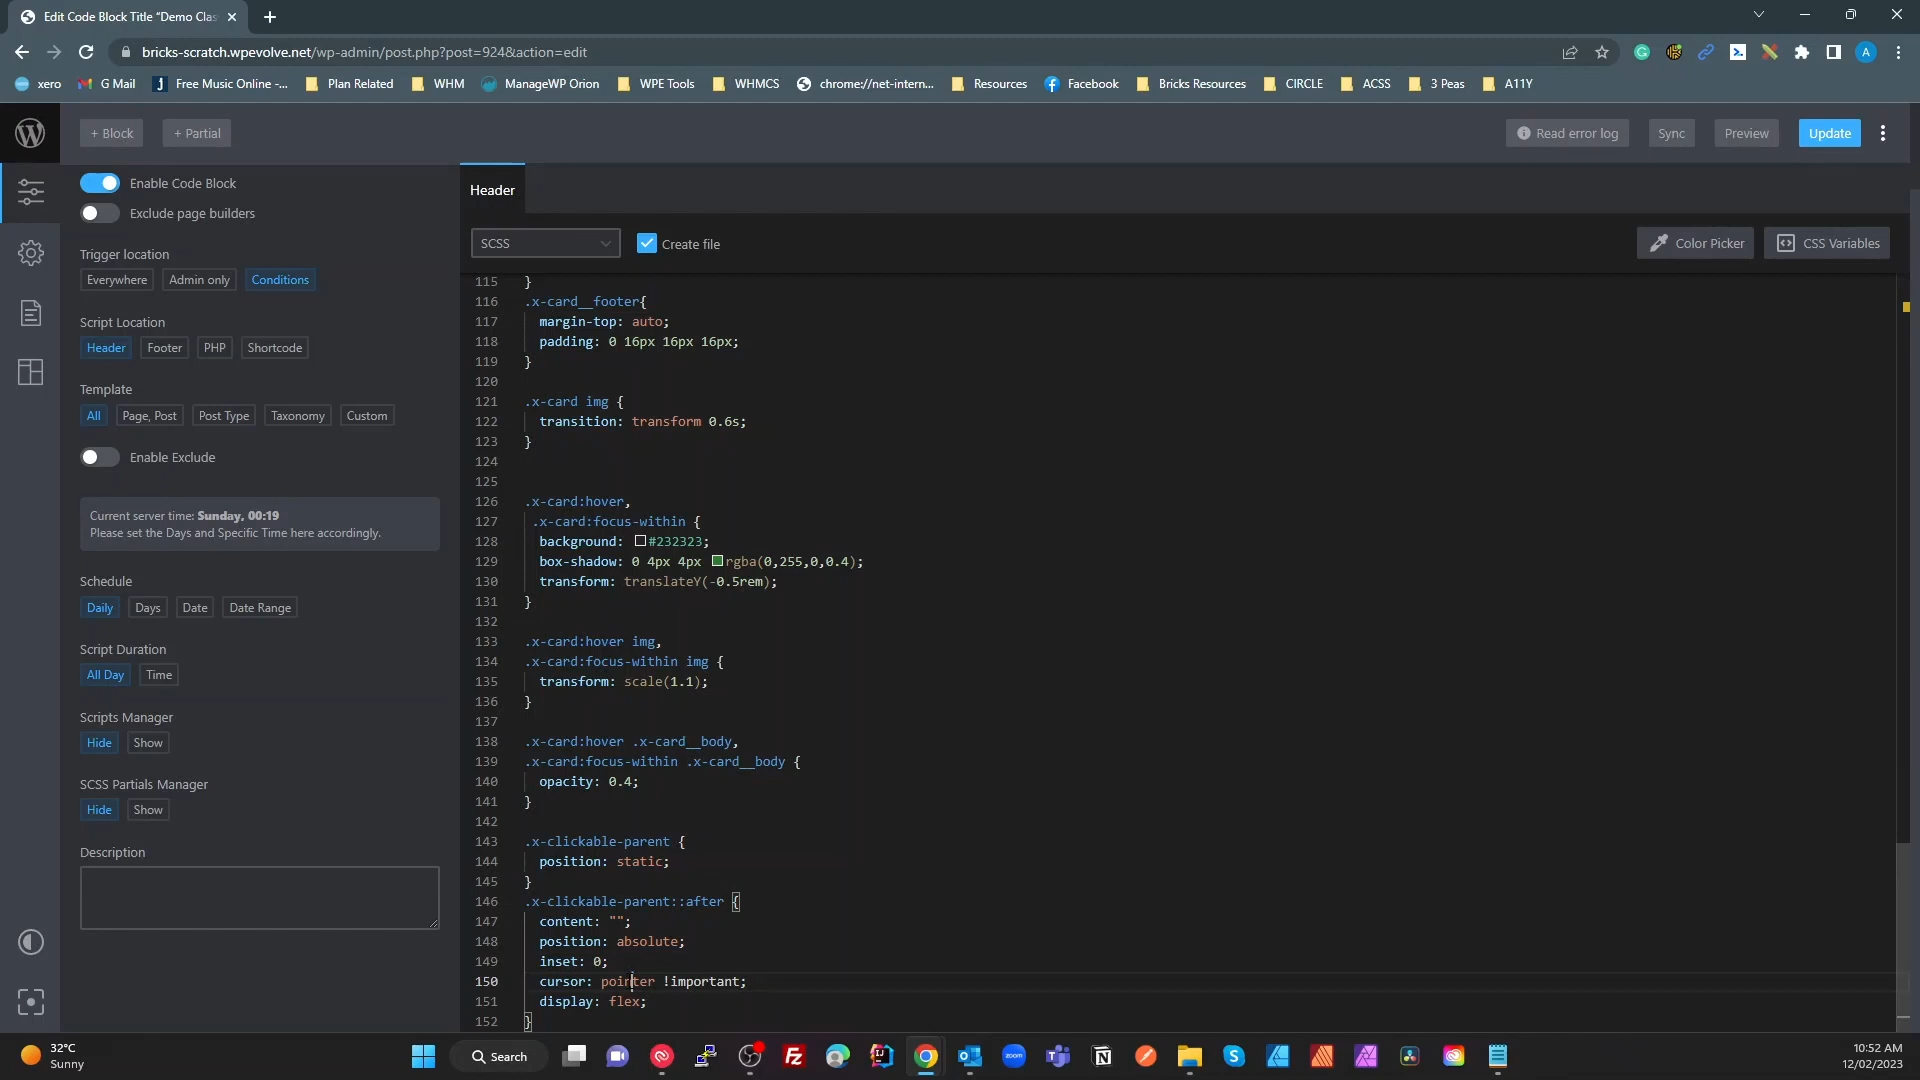 Edit Code Block Title “Demo Clas
bricks-scratch.wpevolve.net/wp-admin/post.php?post=924&action=edit
xero
G Mail
Free Music Online -...
Plan Related
WHM
ManageWP Orion
WPE Tools
WHMCS
chrome://net-intern...
Resources
Facebook
Bricks Resources
CIRCLE
ACSS
3 Peas
A11Y
+ Block
+ Partial
Read error log
Sync
Preview
Update
Enable Code Block
Exclude page builders
Trigger location
Everywhere Admin only Conditions
Script Location
Header Footer PHP Shortcode
Template
All Page, Post Post Type Taxonomy Custom
Enable Exclude
Current server time: Sunday, 00:19
Please set the Days and Specific Time here accordingly.
Schedule
Daily Days Date Date Range
Script Duration
All Day Time
Scripts Manager
Hide Show
SCSS Partials Manager
Hide Show
Description
Header
SCSS
Create file
Color Picker
CSS Variables
115 }
116 .x-card__footer{
117 margin-top: auto;
118 padding: 0 16px 16px 16px;
119 }
120
121 .x-card img {
122 transition: transform 0.6s;
123 }
124
125
126 .x-card:hover,
127 .x-card:focus-within {
128 background: #232323;
129 box-shadow: 0 4px 4px rgba(0,255,0,0.4);
130 transform: translateY(-0.5rem);
131 }
132
133 .x-card:hover img,
134 .x-card:focus-within img {
135 transform: scale(1.1);
136 }
137
138 .x-card:hover .x-card__body,
139 .x-card:focus-within .x-card__body {
140 opacity: 0.4;
141 }
142
143 .x-clickable-parent {
144 position: static;
145 }
146 .x-clickable-parent::after {
147 content: "";
148 position: absolute;
149 inset: 0;
150 cursor: pointer !important;
151 display: flex;
152 }
32°C
Sunny
Search
zoom
10:52 AM
12/02/2023